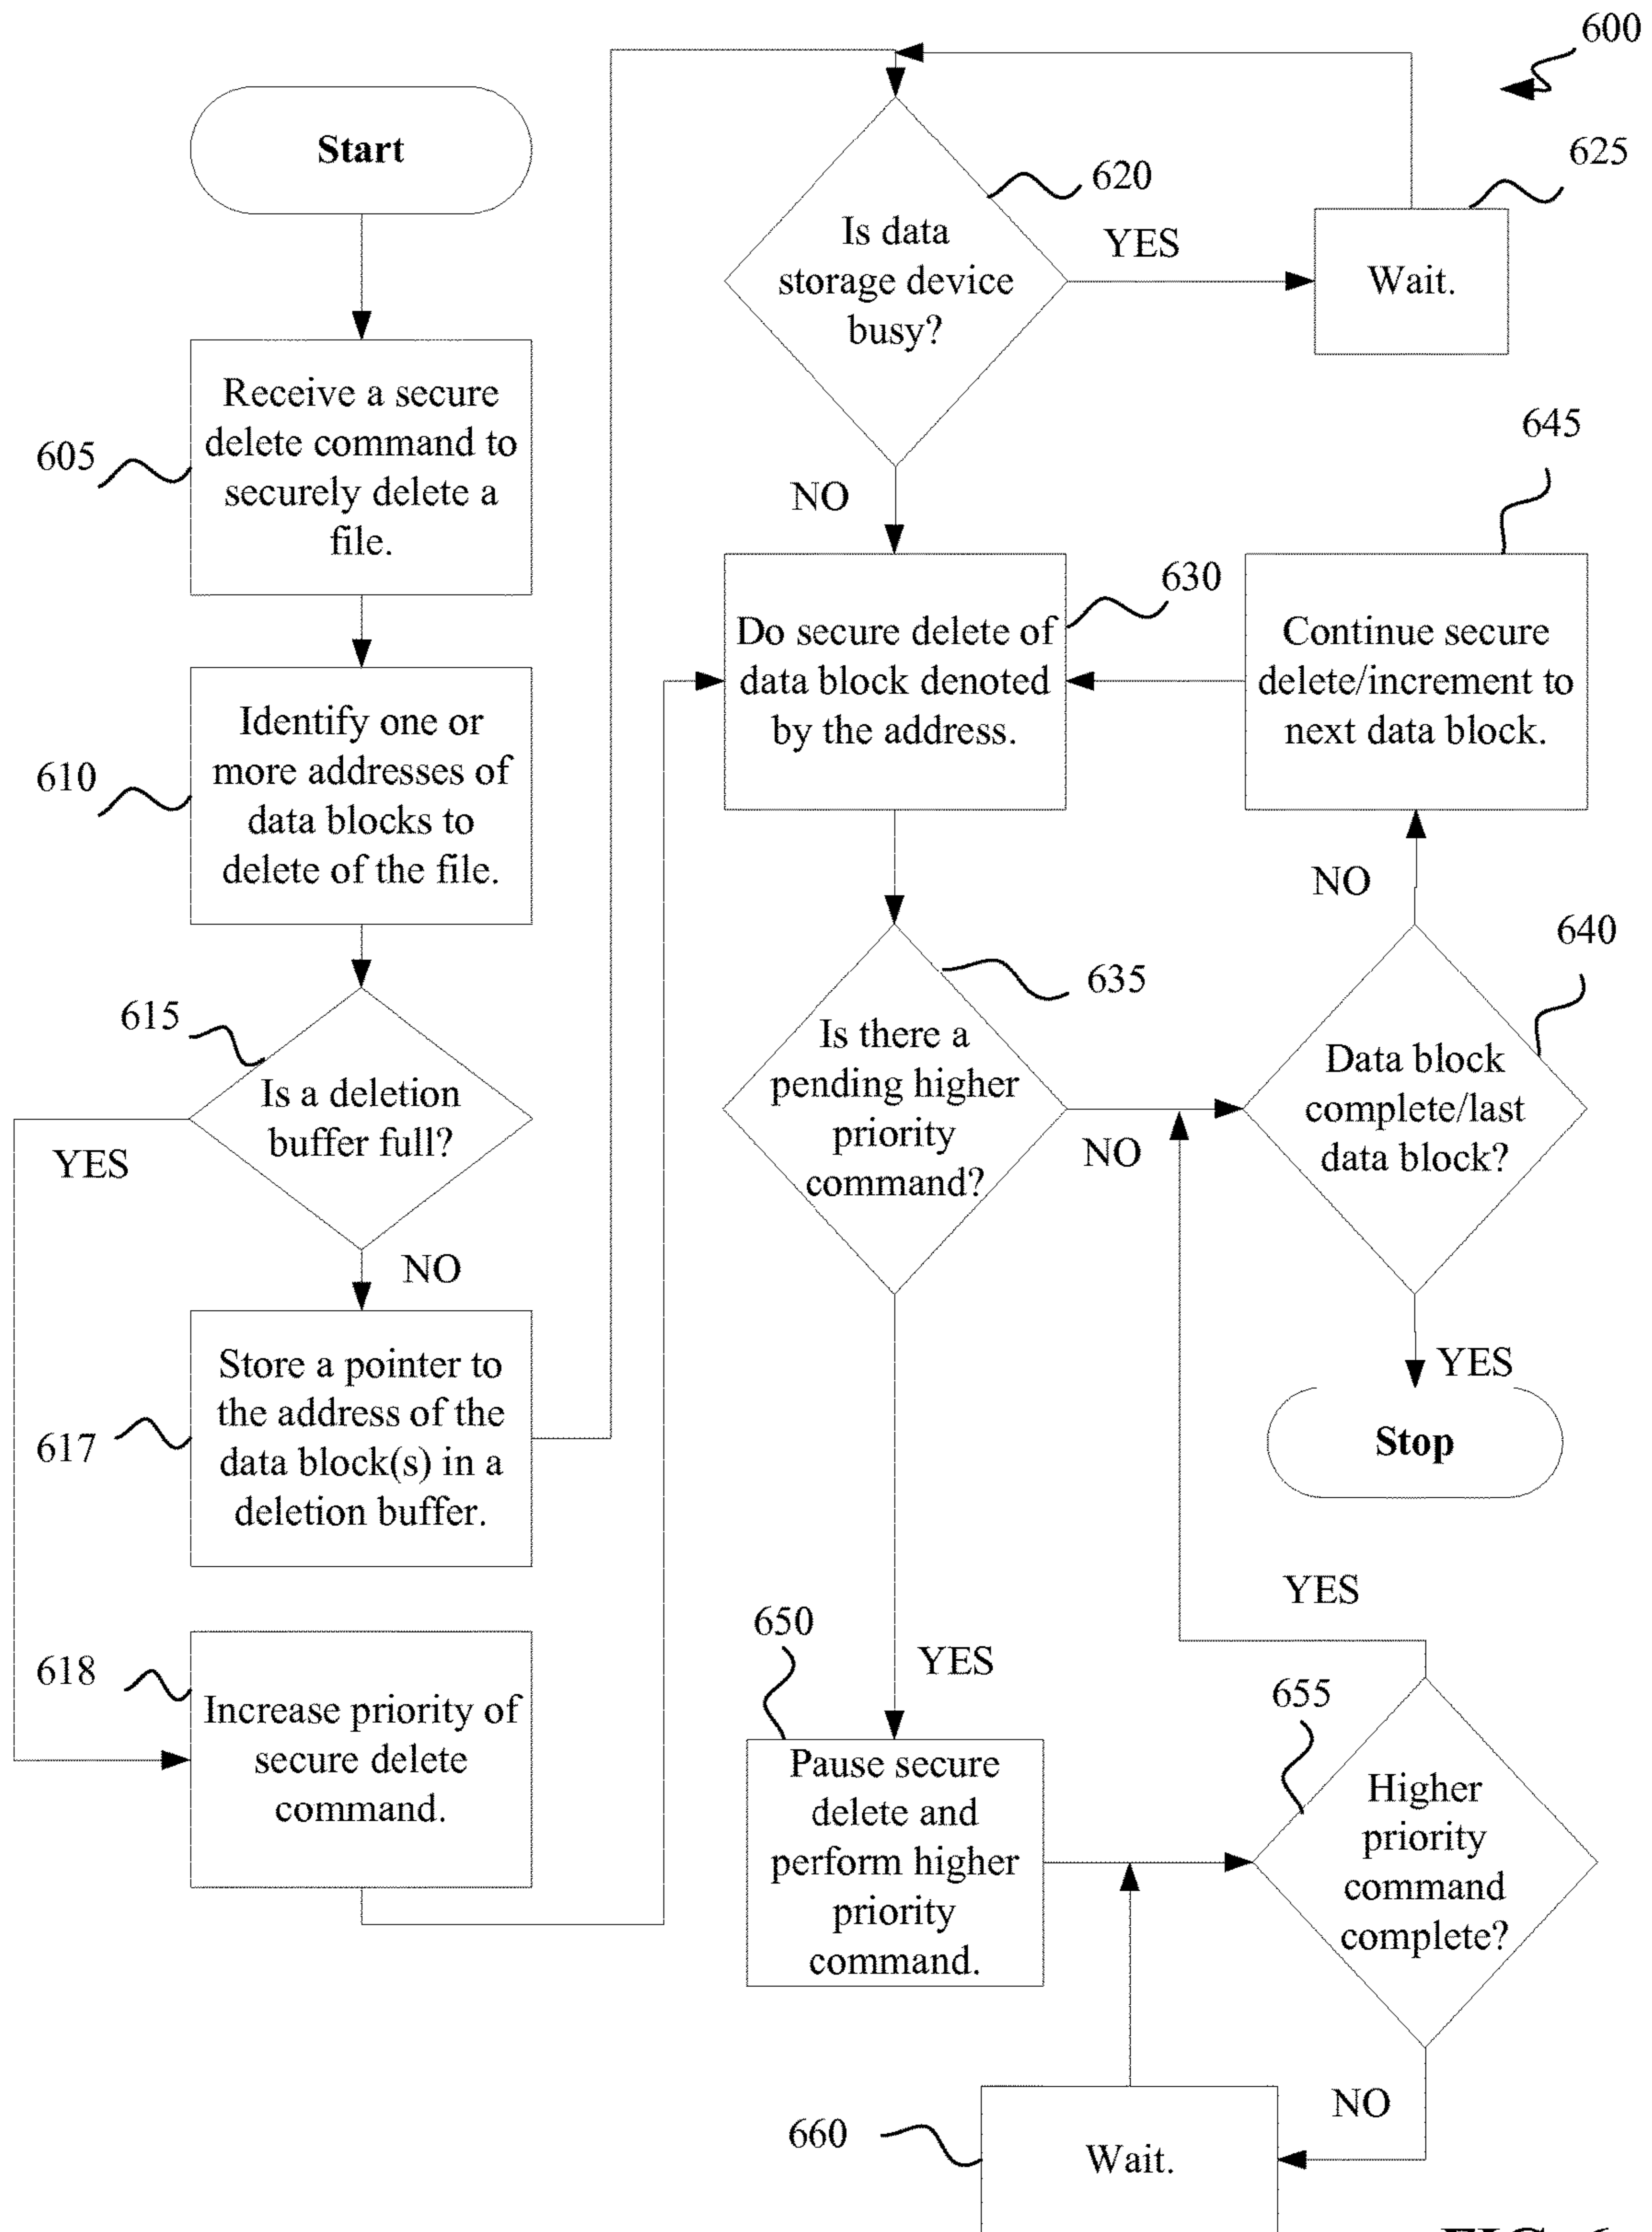 600
Start
605
Receive a secure
delete command to
securely delete a
file.
610
Identify one or
more addresses of
data blocks to
delete of the file.
615
Is a deletion
buffer full?
YES
NO
617
Store a pointer to
the address of the
data block(s) in a
deletion buffer.
618
Increase priority of
secure delete
command.
620
Is data
storage device
busy?
YES
625
Wait.
NO
630
Do secure delete of
data block denoted
by the address.
645
Continue secure
delete/increment to
next data block.
NO
635
Is there a
pending higher
priority
command?
NO
640
Data block
complete/last
data block?
YES
Stop
YES
650
Pause secure
delete and
perform higher
priority
command.
YES
655
Higher
priority
command
complete?
NO
660
Wait.